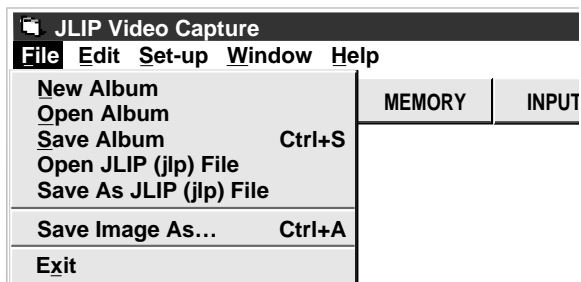 JLIP Video Capture
File Edit Set-up Window Help
New Album
Open Album
Save Album Ctrl+S
Open JLIP (jlp) File
Save As JLIP (jlp) File
Save Image As... Ctrl+A
Exit
MEMORY INPUT